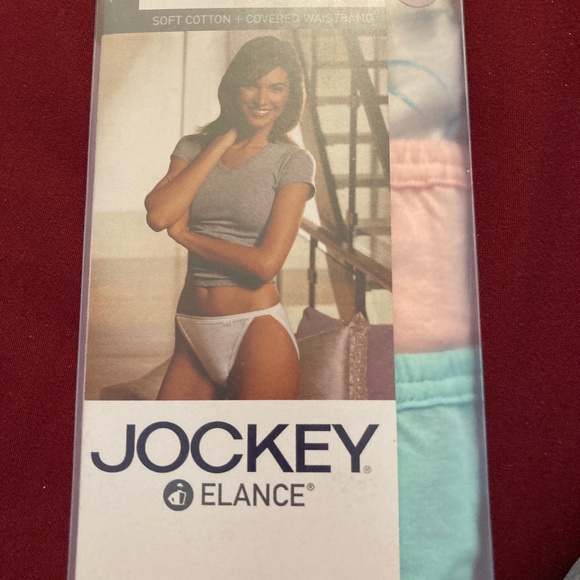 SOFT COTTON + COVERED WAISTBAND
JOCKEY®
ELANCE®